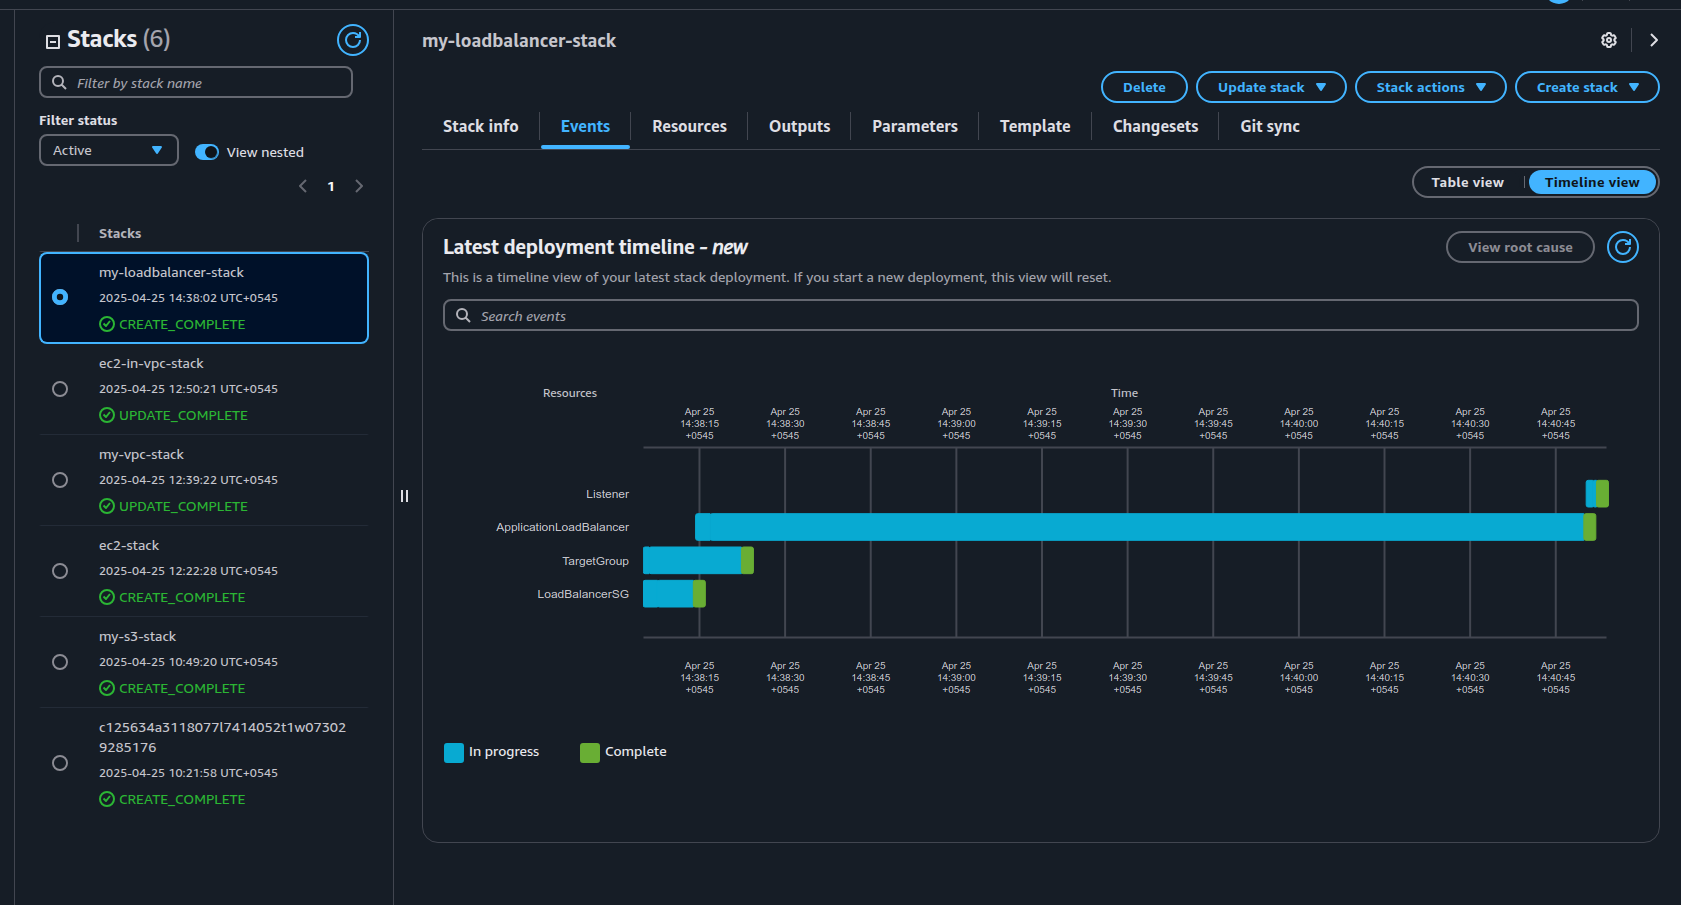 Stacks (6)
Filter by stack name
Filter status
Active
View nested
1
Stacks
my-loadbalancer-stack
2025-04-25 14:38:02 UTC+0545
CREATE_COMPLETE
ec2-in-vpc-stack
2025-04-25 12:50:21 UTC+0545
UPDATE_COMPLETE
my-vpc-stack
2025-04-25 12:39:22 UTC+0545
UPDATE_COMPLETE
ec2-stack
2025-04-25 12:22:28 UTC+0545
CREATE_COMPLETE
my-s3-stack
2025-04-25 10:49:20 UTC+0545
CREATE_COMPLETE
c125634a3118077l7414052t1w07302
9285176
2025-04-25 10:21:58 UTC+0545
CREATE_COMPLETE
my-loadbalancer-stack
Delete Update stack Stack actions Create stack
Stack info Events Resources Outputs Parameters Template Changesets Git sync
Table view Timeline view
Latest deployment timeline - new
View root cause
This is a timeline view of your latest stack deployment. If you start a new deployment, this view will reset.
Search events
Resources Time
Apr 25 Apr 25 Apr 25 Apr 25 Apr 25 Apr 25 Apr 25 Apr 25 Apr 25 Apr 25 Apr 25
14:38:15 14:38:30 14:38:45 14:39:00 14:39:15 14:39:30 14:39:45 14:40:00 14:40:15 14:40:30 14:40:45
+0545 +0545 +0545 +0545 +0545 +0545 +0545 +0545 +0545 +0545 +0545
Listener
ApplicationLoadBalancer
TargetGroup
LoadBalancerSG
Apr 25 Apr 25 Apr 25 Apr 25 Apr 25 Apr 25 Apr 25 Apr 25 Apr 25 Apr 25 Apr 25
14:38:15 14:38:30 14:38:45 14:39:00 14:39:15 14:39:30 14:39:45 14:40:00 14:40:15 14:40:30 14:40:45
+0545 +0545 +0545 +0545 +0545 +0545 +0545 +0545 +0545 +0545 +0545
In progress Complete